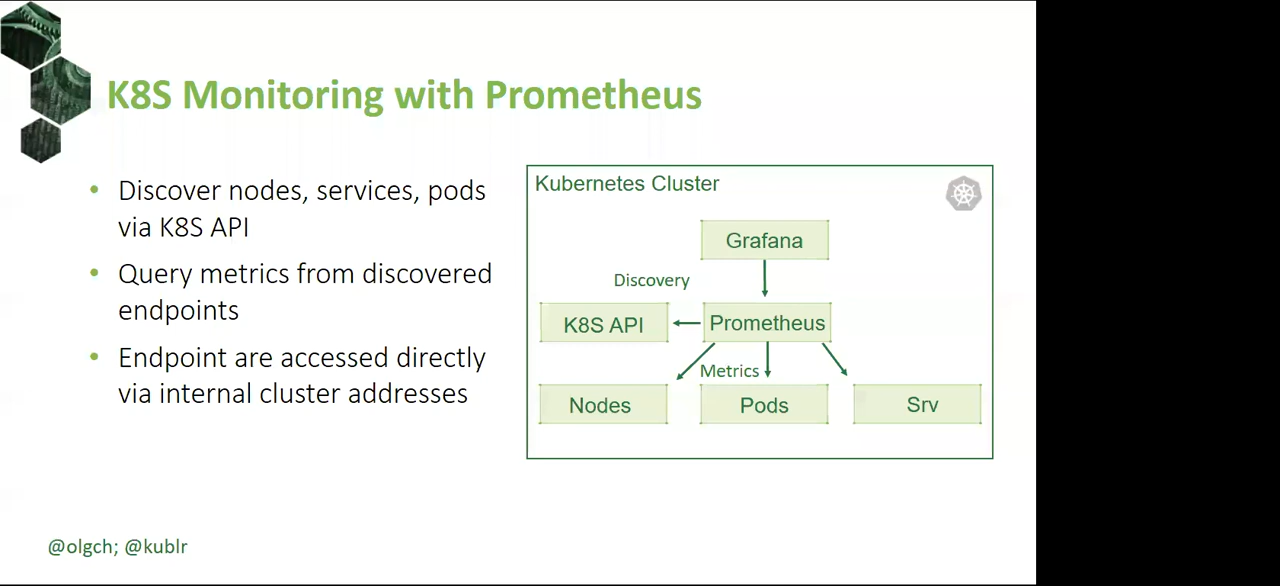 K8S Monitoring with Prometheus
• Discover nodes, services, pods
via K8S API
• Query metrics from discovered
endpoints
• Endpoint are accessed directly
via internal cluster addresses
Kubernetes Cluster
Grafana
Discovery
K8S API
Prometheus
Metrics
Nodes
Pods
Srv
@olgch; @kublr